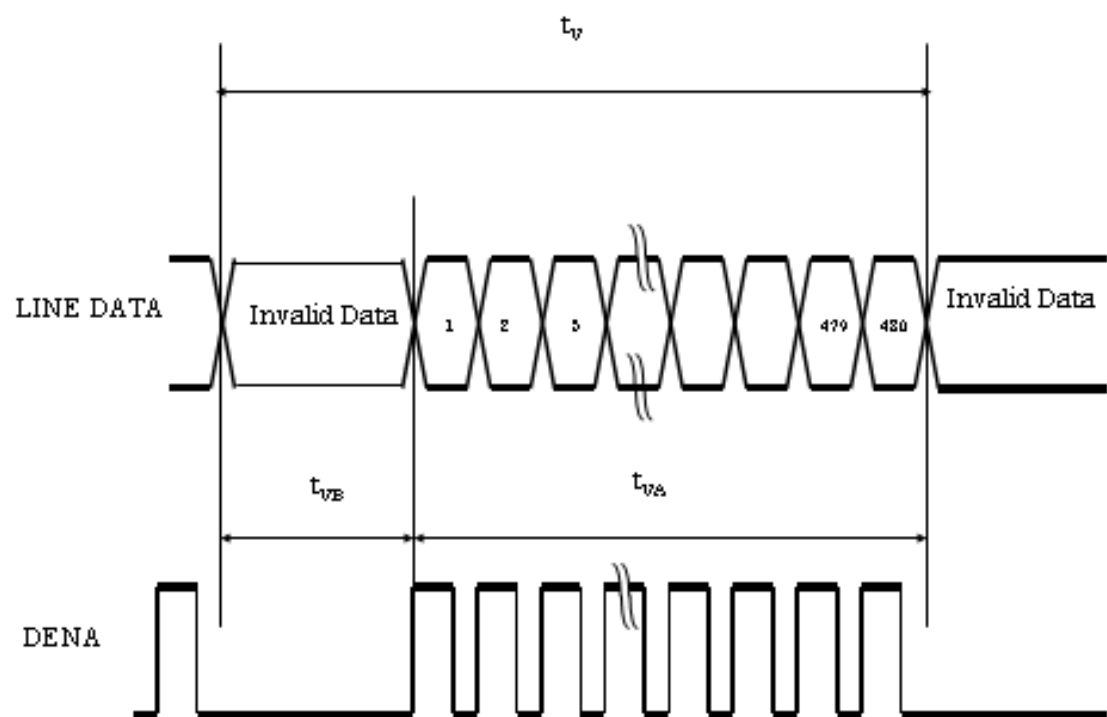 tV
LINE DATA
Invalid Data
1
2
3
479
480
Invalid Data
tVB
tVA
DENA